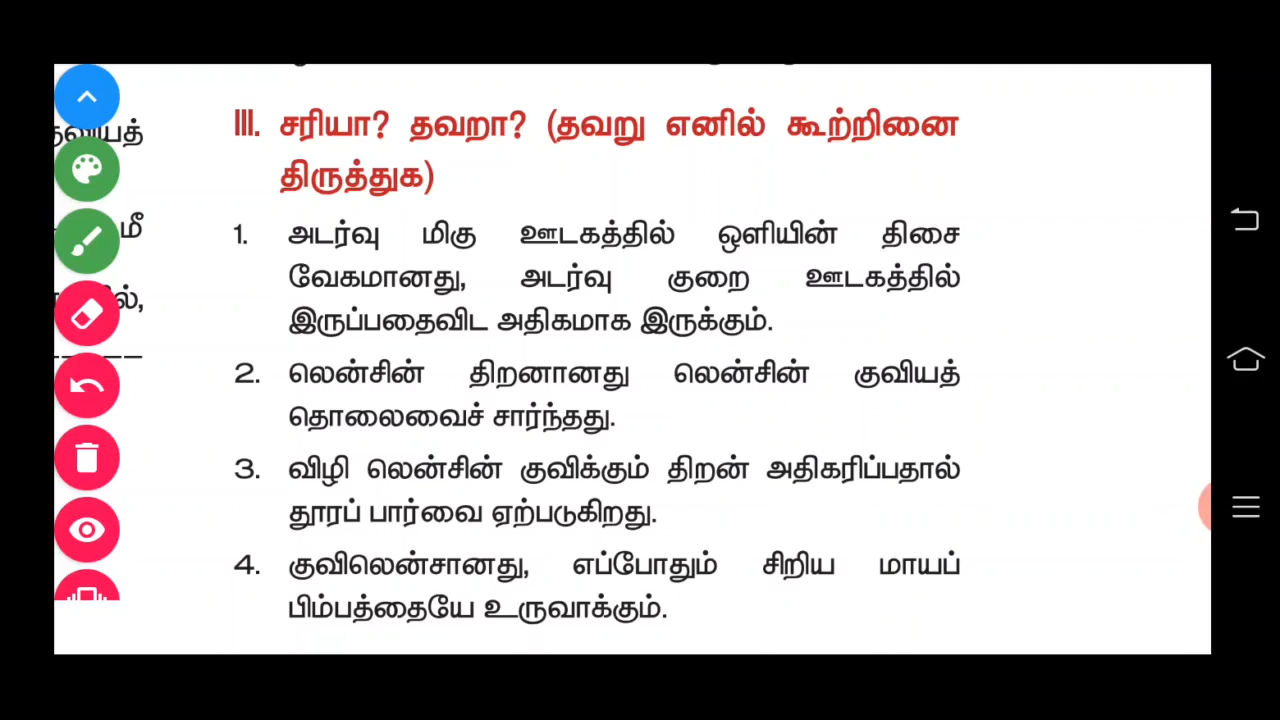 III. சரியா? தவறா? (தவறு எனில் கூற்றினை
திருத்துக)
1. அடர்வு மிகு ஊடகத்தில் ஒளியின் திசை
வேகமானது, அடர்வு குறை ஊடகத்தில்
இருப்பதைவிட அதிகமாக இருக்கும்.
2. லென்சின் திறனானது லென்சின் குவியத்
தொலைவைச் சார்ந்தது.
3. விழி லென்சின் குவிக்கும் திறன் அதிகரிப்பதால்
தூரப் பார்வை ஏற்படுகிறது.
4. குவிலென்சானது, எப்போதும் சிறிய மாயப்
பிம்பத்தையே உருவாக்கும்.